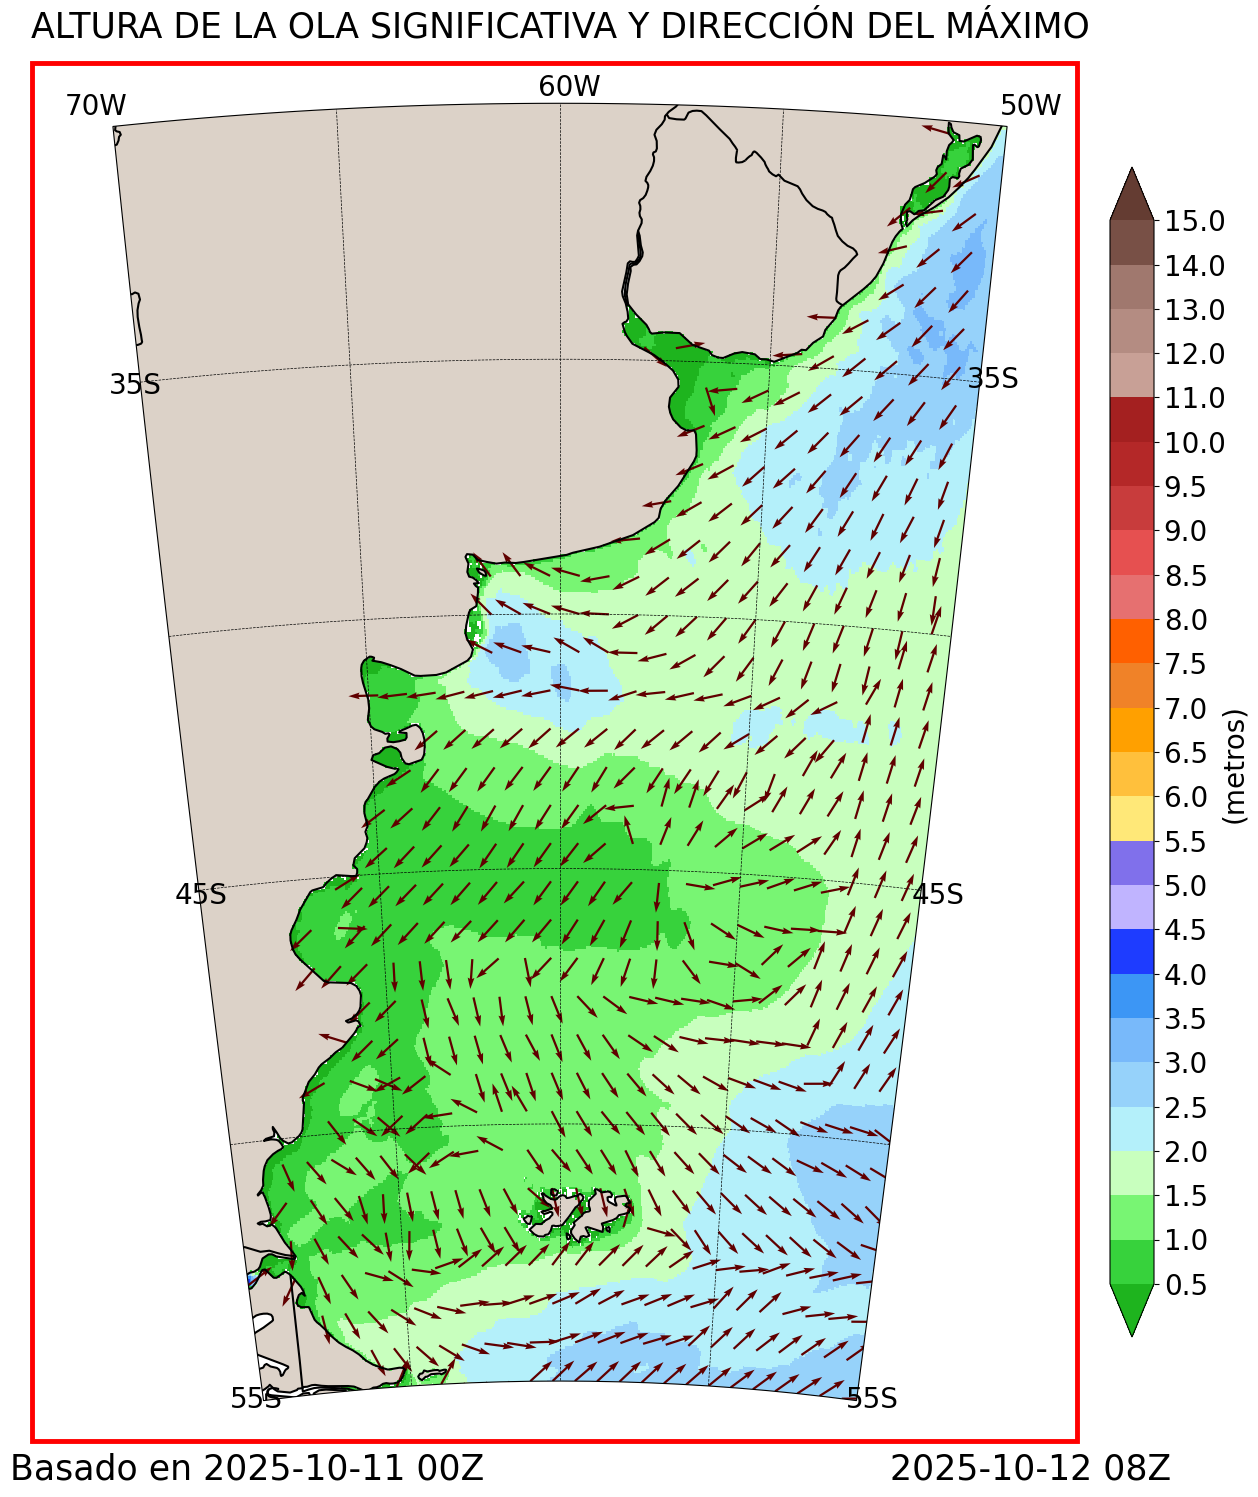 ALTURA DE LA OLA SIGNIFICATIVA Y DIRECCIÓN DEL MÁXIMO
70W
60W
50W
35S
35S
45S
45S
55S
55S
15.0
14.0
13.0
12.0
11.0
10.0
9.5
9.0
8.5
8.0
7.5
7.0
6.5
6.0
5.5
5.0
4.5
4.0
3.5
3.0
2.5
2.0
1.5
1.0
0.5
(metros)
Basado en 2025-10-11 00Z
2025-10-12 08Z